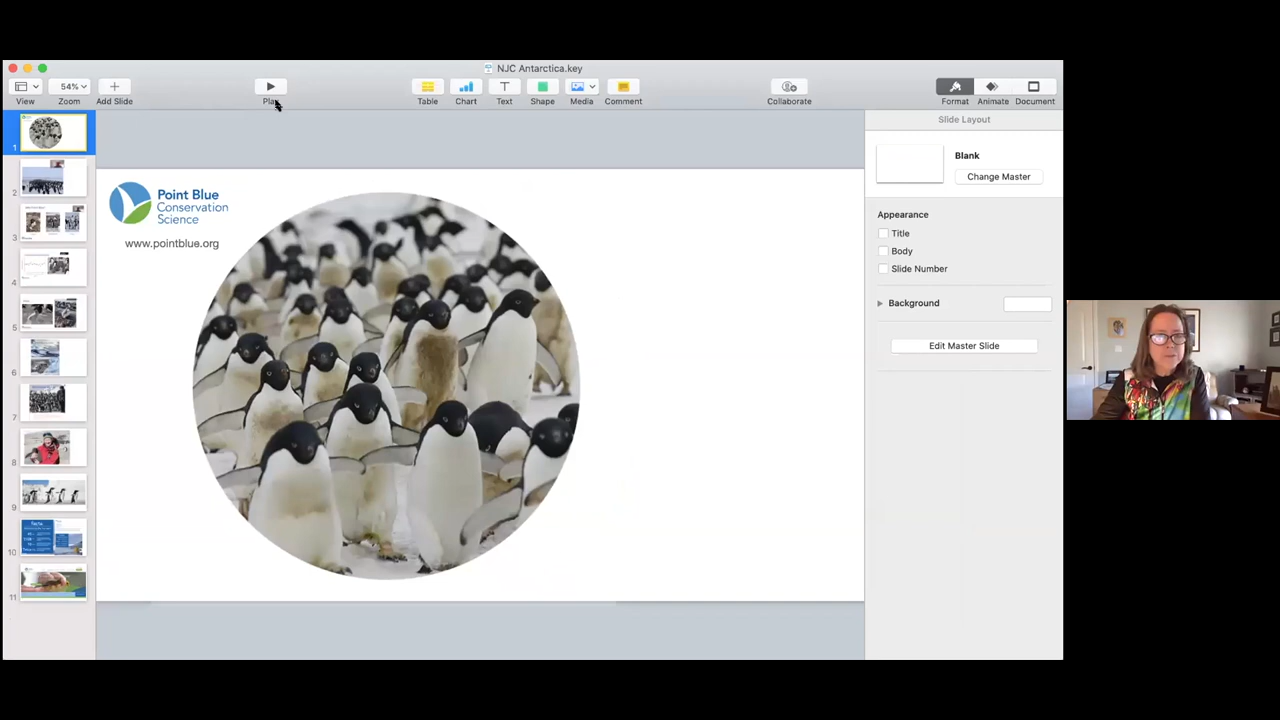 NJC Antarctica.key
54%
View
Zoom
Add Slide
Play
Table
Chart
Text
Shape
Media
Comment
Collaborate
Format
Animate
Document
Slide Layout
Blank
Change Master
Appearance
Title
Body
Slide Number
Background
Edit Master Slide
Point Blue
Conservation
Science
www.pointblue.org
1
2
3
4
5
6
7
8
9
10
facts
11